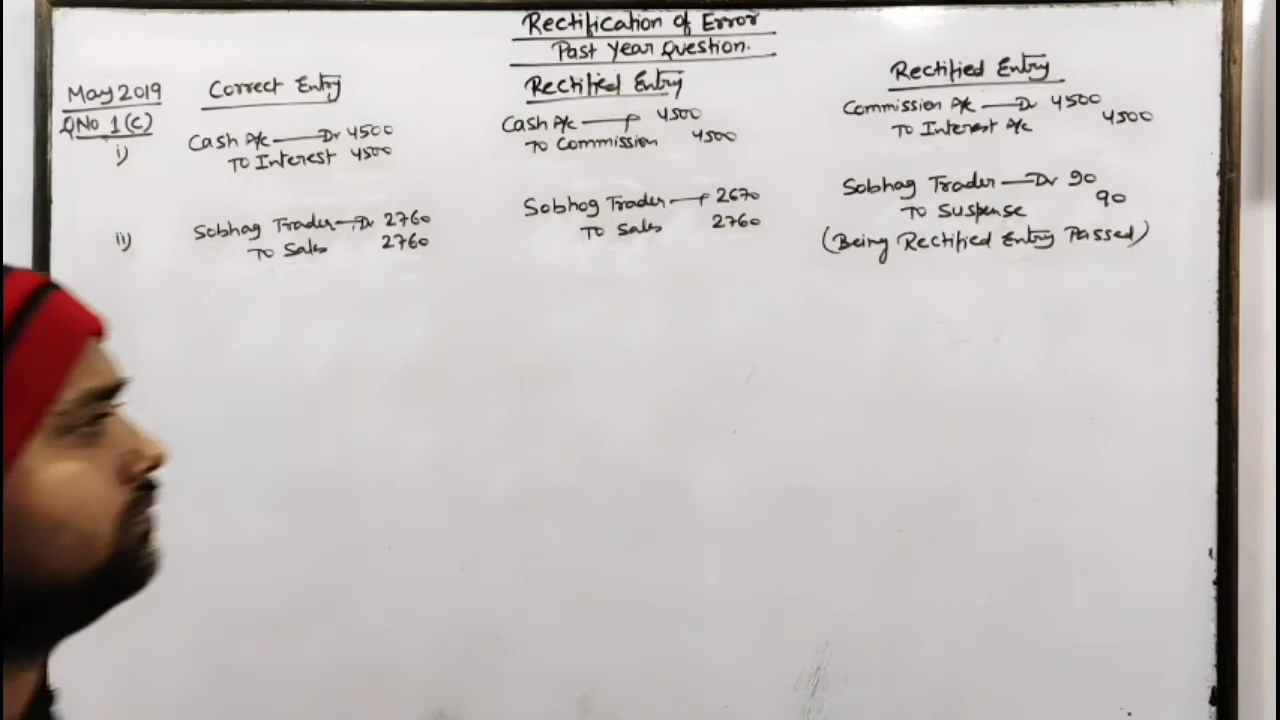 Rectification of Error
Past Year Question.
May 2019
QNo 1(c)
Correct Entry
Rectified Entry
Rectified Entry
i)
Cash A/c —— Dr 4500
To Interest 4500
Cash A/c —— 4500
To Commission 4500
Commission A/c — Dr 4500
To Interest A/c 4500
ii)
Sobhag Trader — Dr 2760
To Sales 2760
Sobhog Trader — 2670
To Sales 2760
Sobhag Trader — Dr 90
To Suspense 90
(Being Rectified Entry Passed)